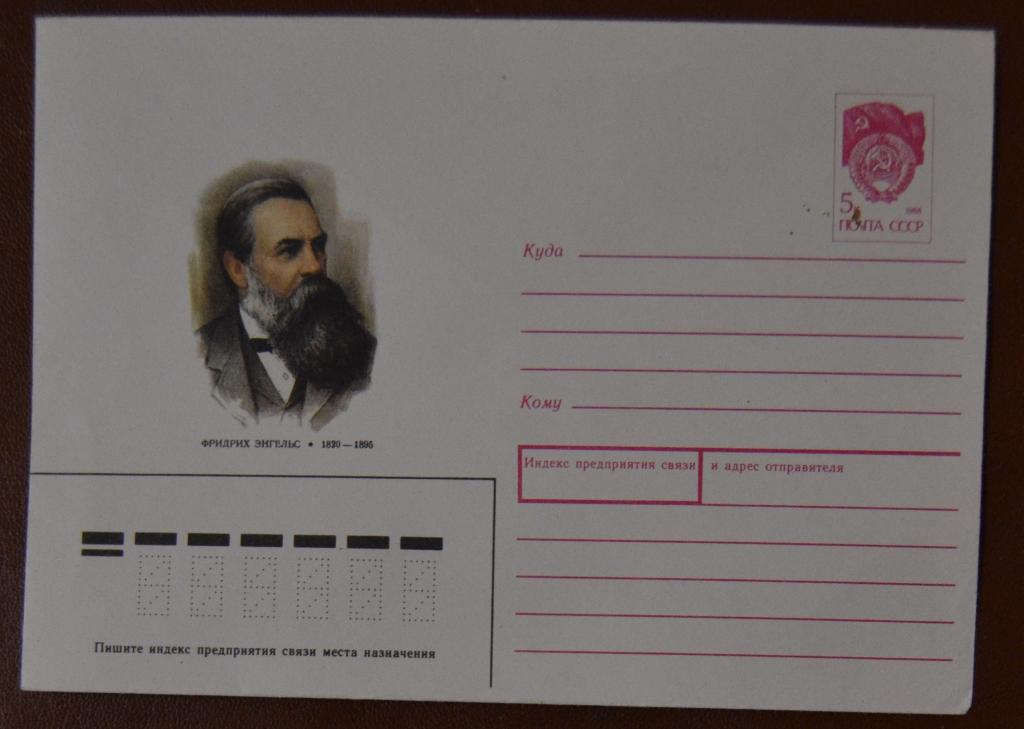 5к
1988
ПОЧТА СССР
Куда
Кому
ФРИДРИХ ЭНГЕЛЬС • 1820—1895
Индекс предприятия связи и адрес отправителя
Пишите индекс предприятия связи места назначения